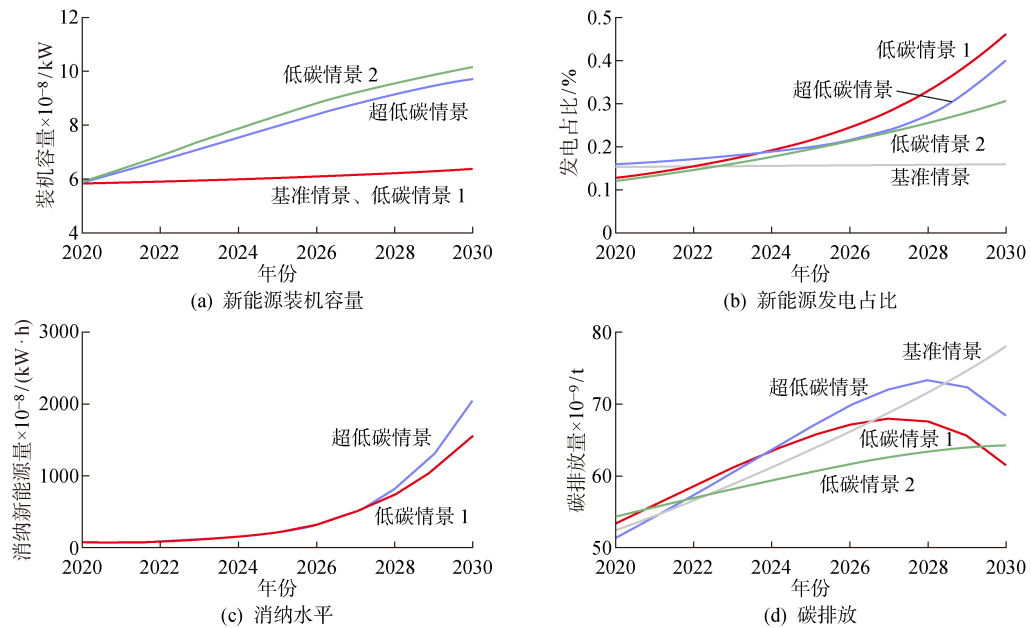 12
10
8
6
4
装机容量×10⁻⁸/kW
低碳情景 2
超低碳情景
基准情景、低碳情景 1
2020 2022 2024 2026 2028 2030
年份
(a) 新能源装机容量
0.5
0.4
0.3
0.2
0.1
0
发电占比/%
低碳情景 1
超低碳情景
低碳情景 2
基准情景
2020 2022 2024 2026 2028 2030
年份
(b) 新能源发电占比
3000
2000
1000
0
消纳新能源量×10⁻⁸/(kW·h)
超低碳情景
低碳情景 1
2020 2022 2024 2026 2028 2030
年份
(c) 消纳水平
80
70
60
50
碳排放量×10⁻⁹/t
基准情景
超低碳情景
低碳情景 1
低碳情景 2
2020 2022 2024 2026 2028 2030
年份
(d) 碳排放